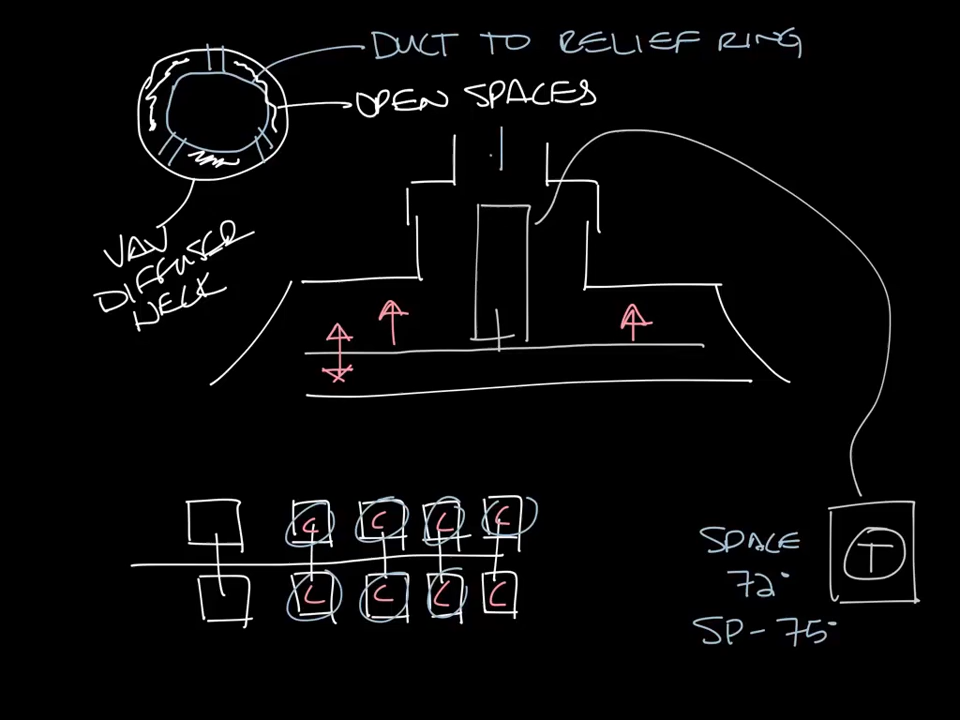 DUCT TO RELIEF RING
OPEN SPACES
VAV
DIFFUSER
NECK
C C C C
C C C C
SPACE
72°
SP - 75°
T